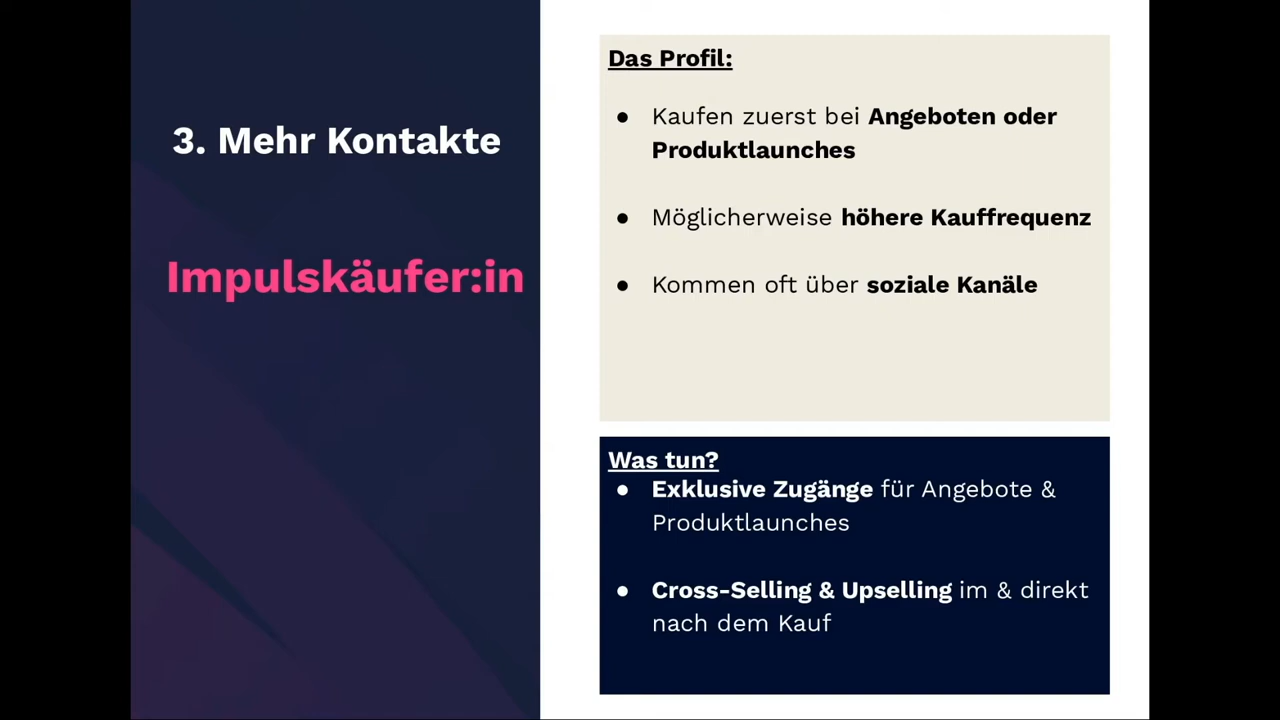 3. Mehr Kontakte
Impulskäufer:in
Das Profil:
● Kaufen zuerst bei Angeboten oder
Produktlaunches
● Möglicherweise höhere Kauffrequenz
● Kommen oft über soziale Kanäle
Was tun?
● Exklusive Zugänge für Angebote &
Produktlaunches
● Cross-Selling & Upselling im & direkt
nach dem Kauf